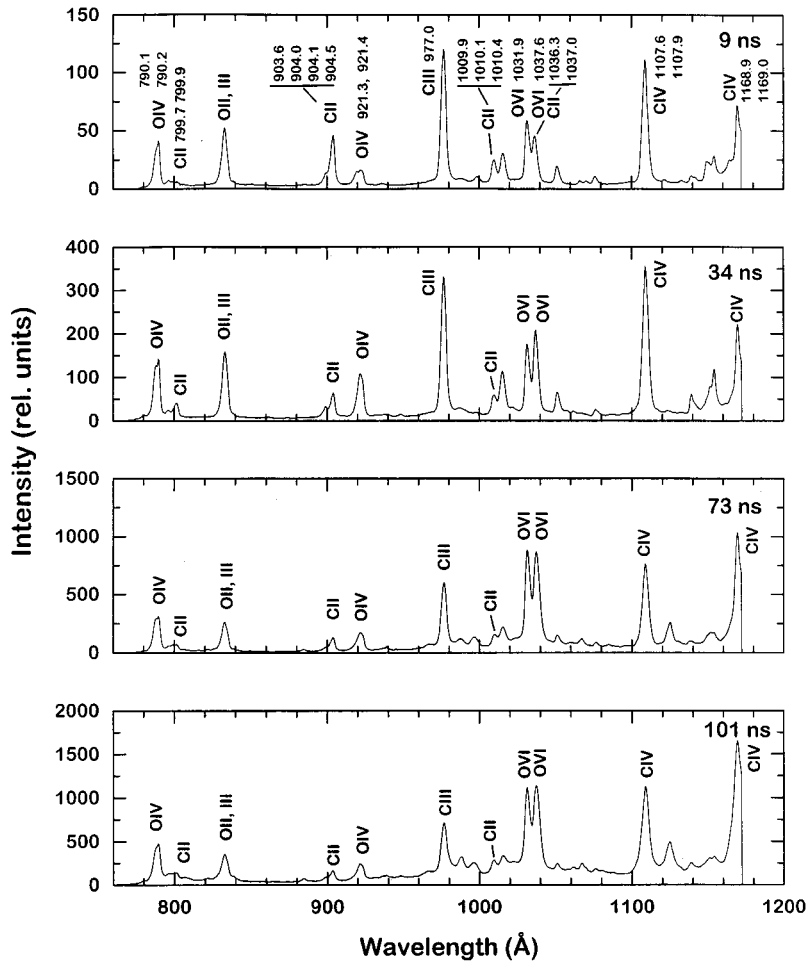 Intensity (rel. units)
150
100
50
25
0
9 ns
790.1
790.2
OIV
CII 799.7 799.9
OII, III
903.6
904.0
904.1
904.5
CII
OIV 921.3, 921.4
CIII 977.0
1009.9
1010.1
1010.4
CII
OVI 1031.9
OVI 1037.6
CII 1036.3
1037.0
CIV 1107.6
1107.9
CIV 1168.9
1169.0
400
300
200
100
0
34 ns
OIV
CII
OII, III
CII
OIV
CIII
CII
OVI
OVI
CIV
CIV
1500
1000
500
250
0
73 ns
OIV
CII
OII, III
CII
OIV
CIII
CII
OVI
OVI
CIV
CIV
2000
1500
1000
500
250
0
101 ns
OIV
CII
OII, III
CII
OIV
CIII
CII
OVI
OVI
CIV
CIV
800 900 1000 1100 1200
Wavelength (Å)